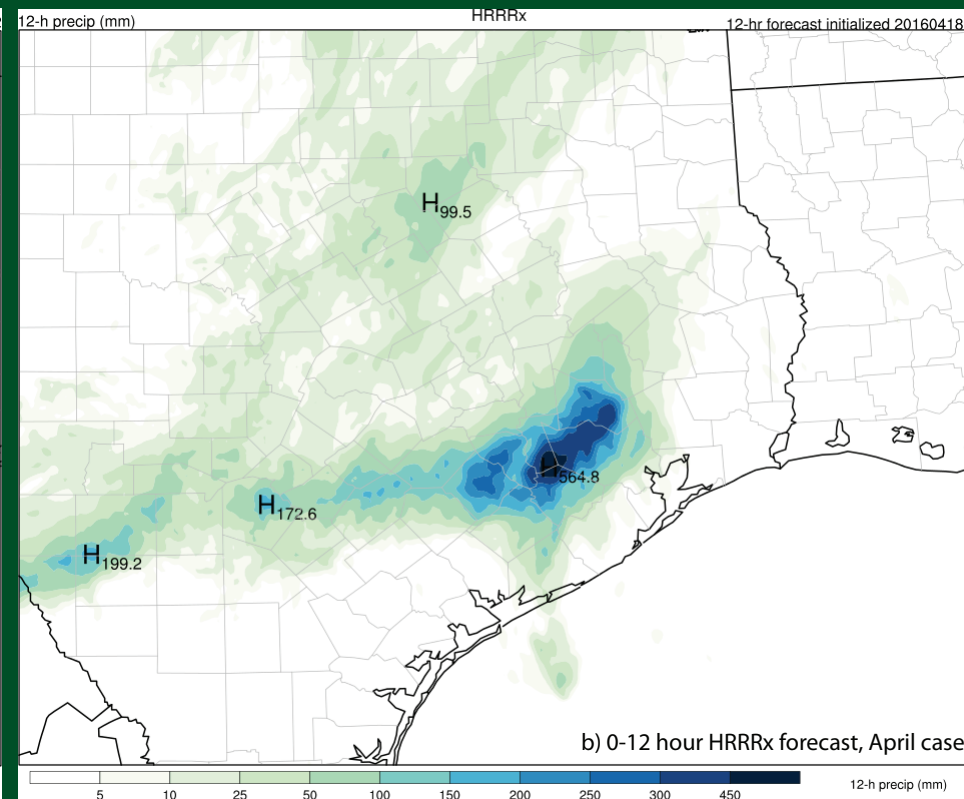 HRRRx
12-h precip (mm)
12-hr forecast initialized 20160418
H99.5
564.8
H172.6
H199.2
b) 0-12 hour HRRRx forecast, April case
5 10 25 50 100 150 200 250 300 450
12-h precip (mm)